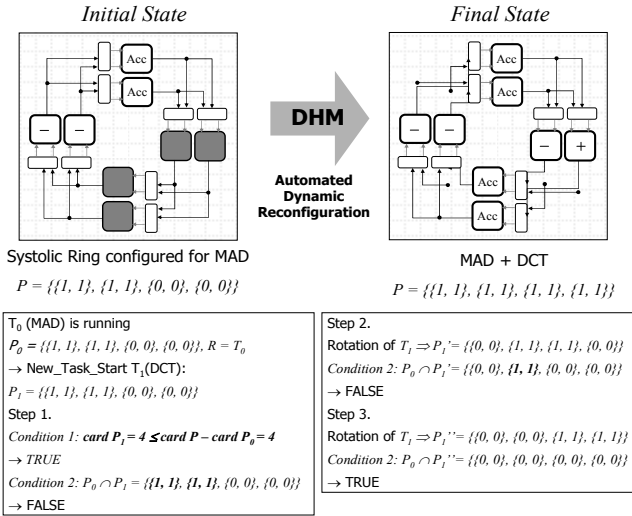 Initial State
Final State
Acc
Acc
− −
DHM
Automated
Dynamic
Reconfiguration
Acc
Acc
− −
− +
Acc
Acc
Systolic Ring configured for MAD
P = {{1, 1}, {1, 1}, {0, 0}, {0, 0}}
MAD + DCT
P = {{1, 1}, {1, 1}, {1, 1}, {1, 1}}
T0 (MAD) is running
P0 = {{1, 1}, {1, 1}, {0, 0}, {0, 0}}, R = T0
→ New_Task_Start T1(DCT):
P1 = {{1, 1}, {1, 1}, {0, 0}, {0, 0}}
Step 1.
Condition 1: card P1 = 4 ≤ card P – card P0 = 4
→ TRUE
Condition 2: P0 ∩ P1 = {{1, 1}, {1, 1}, {0, 0}, {0, 0}}
→ FALSE
Step 2.
Rotation of T1 ⇒ P1’= {{0, 0}, {1, 1}, {1, 1}, {0, 0}}
Condition 2: P0 ∩ P1’= {{0, 0}, {1, 1}, {0, 0}, {0, 0}}
→ FALSE
Step 3.
Rotation of T1 ⇒ P1’’= {{0, 0}, {0, 0}, {1, 1}, {1, 1}}
Condition 2: P0 ∩ P1’’= {{0, 0}, {0, 0}, {0, 0}, {0, 0}}
→ TRUE